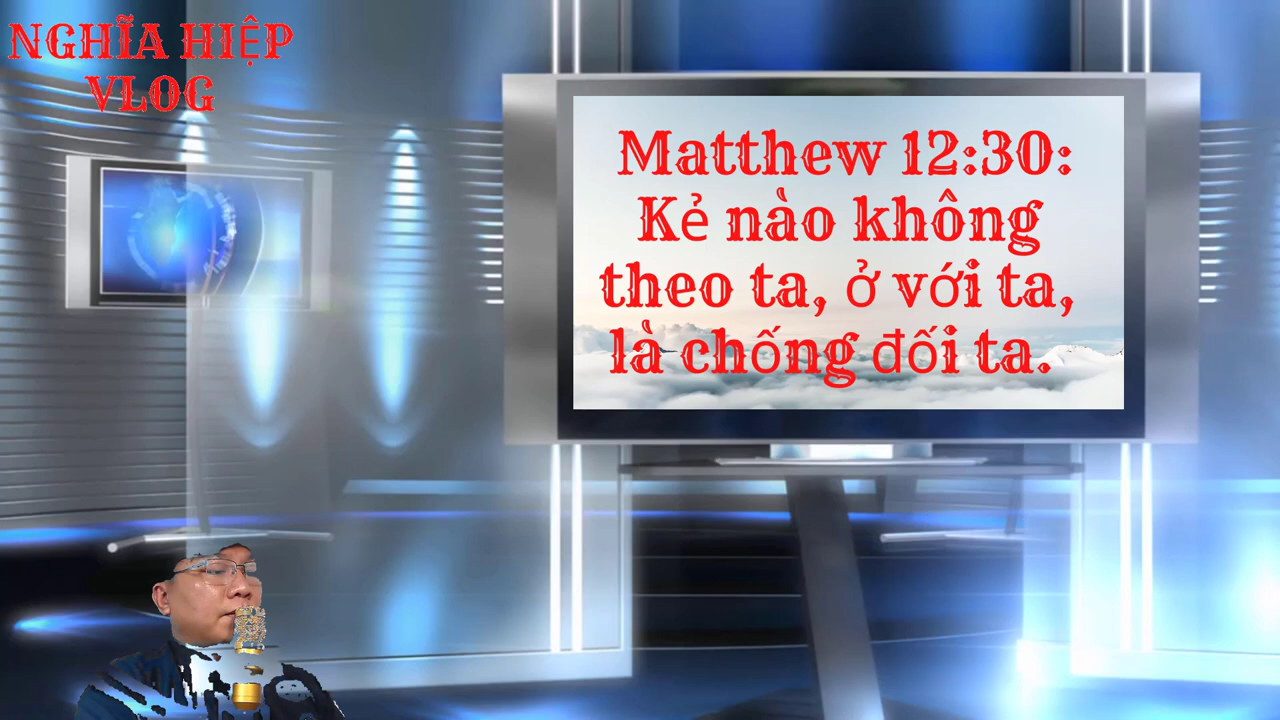 NGHĨA HIỆP
VLOG
Matthew 12:30:
Kẻ nào không
theo ta, ở với ta,
là chống đối ta.